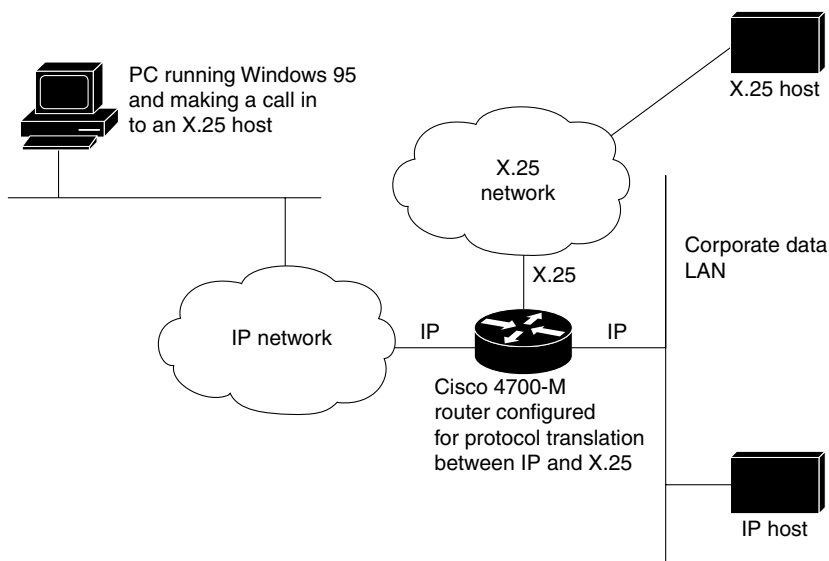 PC running Windows 95
and making a call in
to an X.25 host
X.25 host
X.25
network
Corporate data
LAN
X.25
IP network
IP
IP
Cisco 4700-M
router configured
for protocol translation
between IP and X.25
IP host